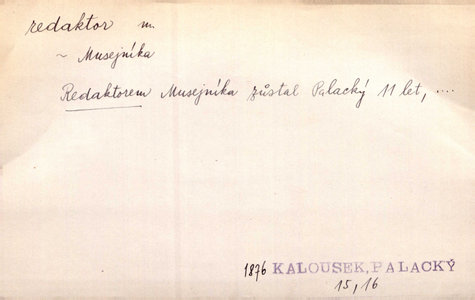 redaktor m.
~ Musejníka
Redaktorem Musejníka zůstal Palacký 11 let, ....
1876 KALOUSEK, PALACKÝ
15, 16